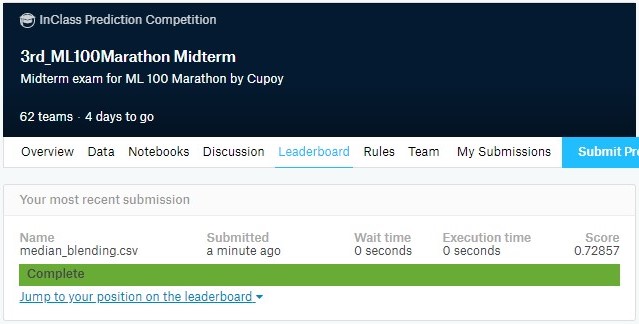 InClass Prediction Competition
3rd_ML100Marathon Midterm
Midterm exam for ML 100 Marathon by Cupoy
62 teams · 4 days to go
Overview Data Notebooks Discussion Leaderboard Rules Team My Submissions Submit Pr
Your most recent submission
Name Submitted Wait time Execution time Score
median_blending.csv a minute ago 0 seconds 0 seconds 0.72857
Complete
Jump to your position on the leaderboard